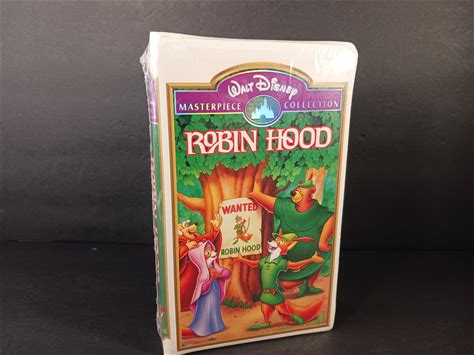 WALT DISNEY
MASTERPIECE COLLECTION
ROBIN HOOD
WANTED
ROBIN HOOD